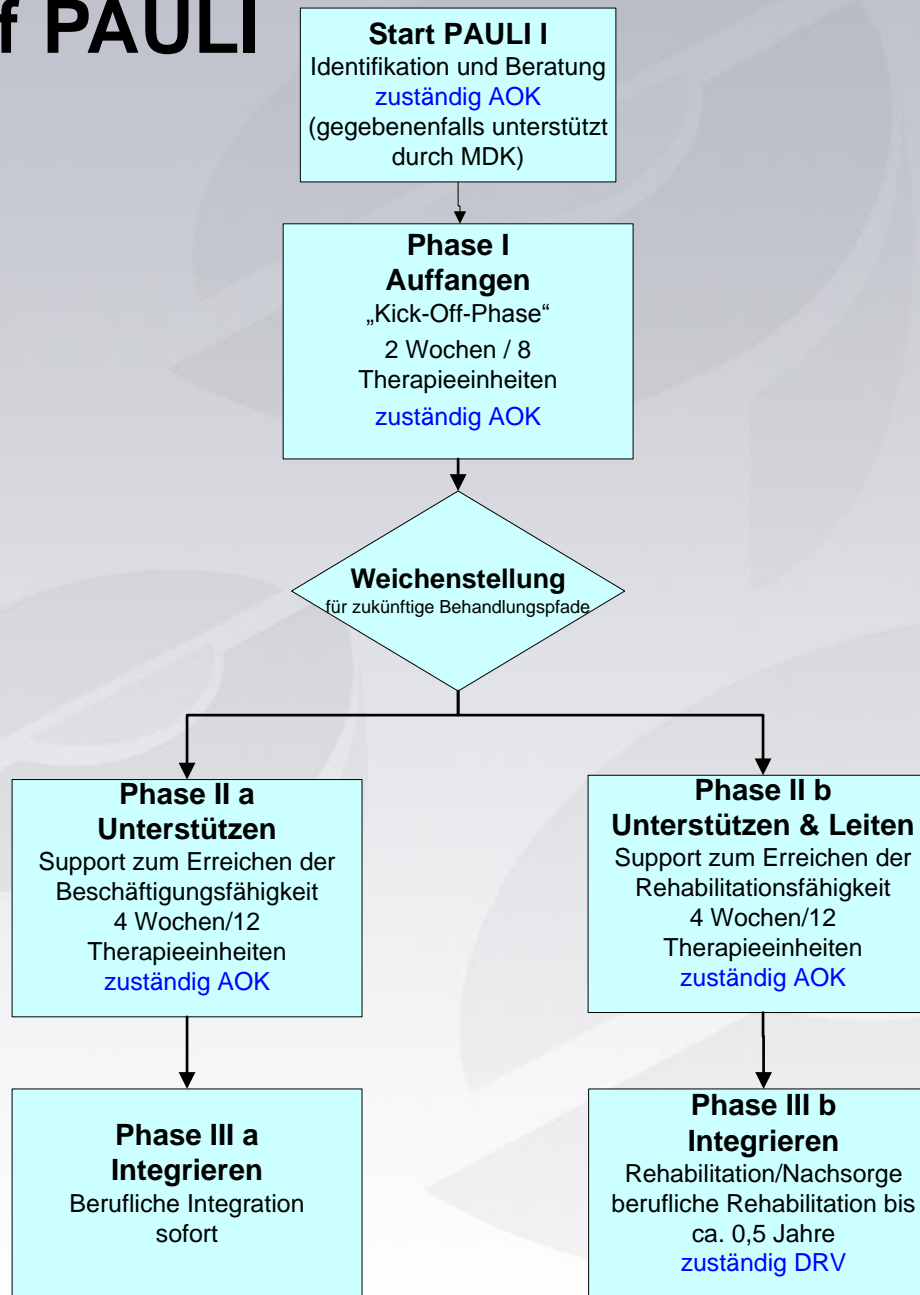 f PAULI
Start PAULI I
Identifikation und Beratung
zuständig AOK
(gegebenenfalls unterstützt
durch MDK)
Phase I
Auffangen
„Kick-Off-Phase“
2 Wochen / 8
Therapieeinheiten
zuständig AOK
Weichenstellung
für zukünftige Behandlungspfade
Phase II a
Unterstützen
Support zum Erreichen der
Beschäftigungsfähigkeit
4 Wochen/12
Therapieeinheiten
zuständig AOK
Phase II b
Unterstützen & Leiten
Support zum Erreichen der
Rehabilitationsfähigkeit
4 Wochen/12
Therapieeinheiten
zuständig AOK
Phase III a
Integrieren
Berufliche Integration
sofort
Phase III b
Integrieren
Rehabilitation/Nachsorge
berufliche Rehabilitation bis
ca. 0,5 Jahre
zuständig DRV